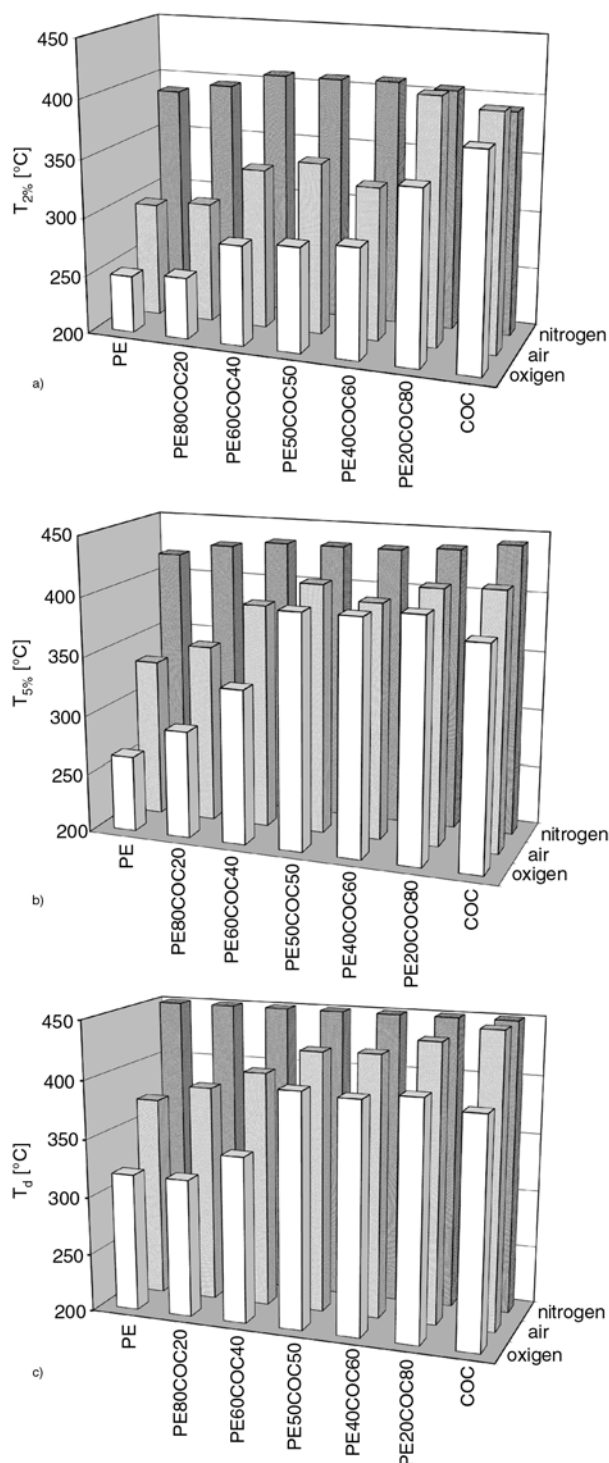 450
400
350
300
250
200
T2% [°C]
PE
PE80COC20
PE60COC40
PE50COC50
PE40COC60
PE20COC80
COC
nitrogen
air
oxigen
a)
450
400
350
300
250
200
T5% [°C]
PE
PE80COC20
PE60COC40
PE50COC50
PE40COC60
PE20COC80
COC
nitrogen
air
oxigen
b)
450
400
350
300
250
200
Td [°C]
PE
PE80COC20
PE60COC40
PE50COC50
PE40COC60
PE20COC80
COC
nitrogen
air
oxigen
c)